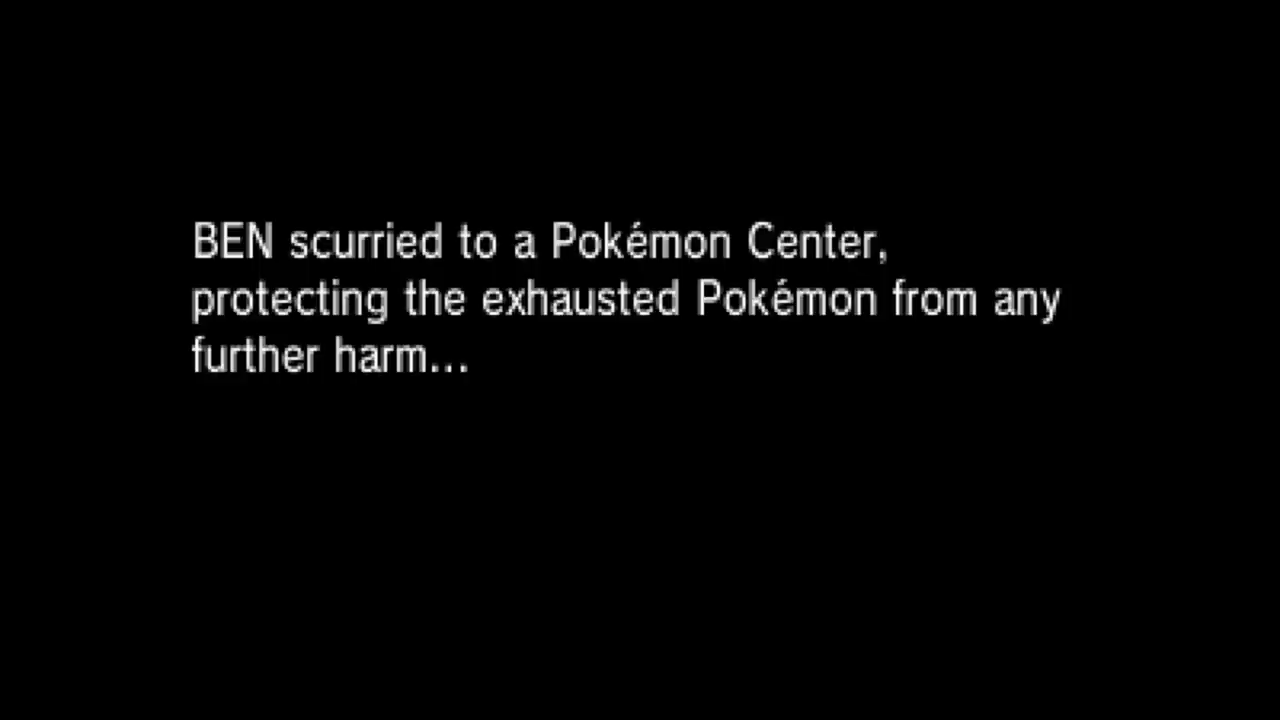 BEN scurried to a Pokémon Center,
protecting the exhausted Pokémon from any
further harm...